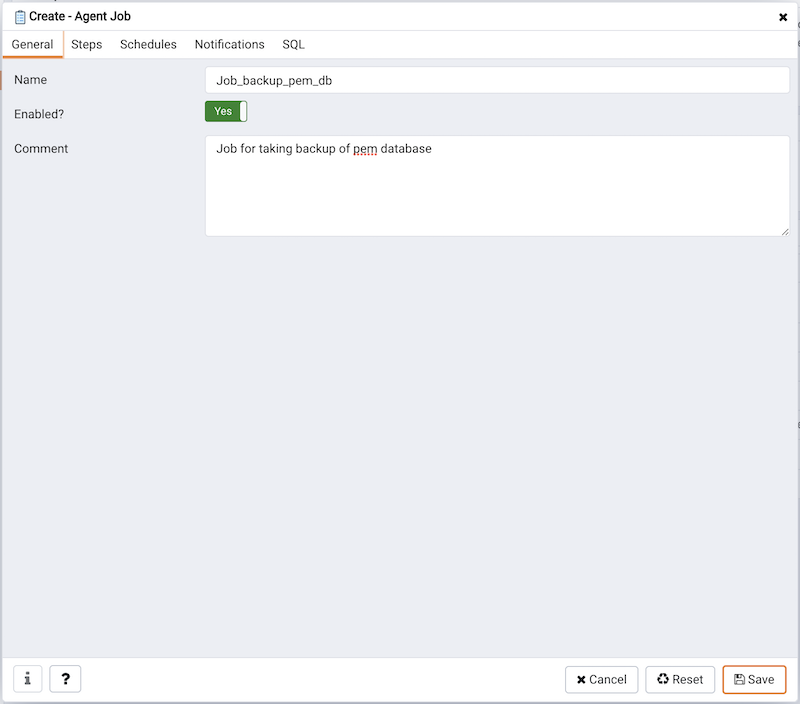 Create - Agent Job
General Steps Schedules Notifications SQL
Name Job_backup_pem_db
Enabled? Yes
Comment Job for taking backup of pem database
i ? Cancel Reset Save